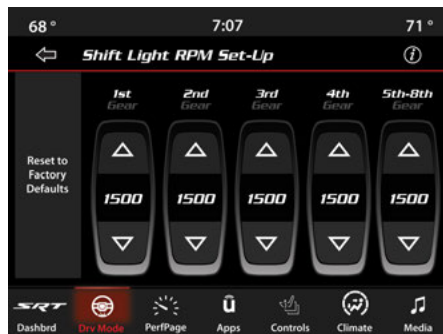 68 °
7:07
71 °
Shift Light RPM Set-Up
i
1st
Gear
2nd
Gear
3rd
Gear
4th
Gear
5th-8th
Gear
Reset to
Factory
Defaults
1500
1500
1500
1500
1500
SRT
Dashbrd
Drv Mode
PerfPage
Apps
Controls
Climate
Media